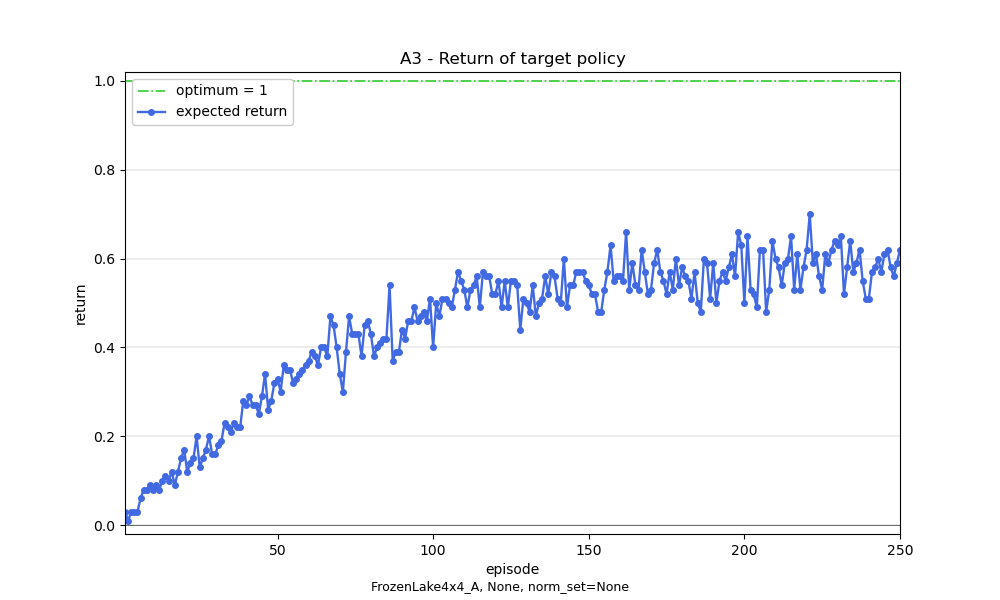 A3 - Return of target policy
optimum = 1
expected return
1.0
0.8
0.6
0.4
0.2
0.0
return
50
100
150
200
250
episode
FrozenLake4x4_A, None, norm_set=None